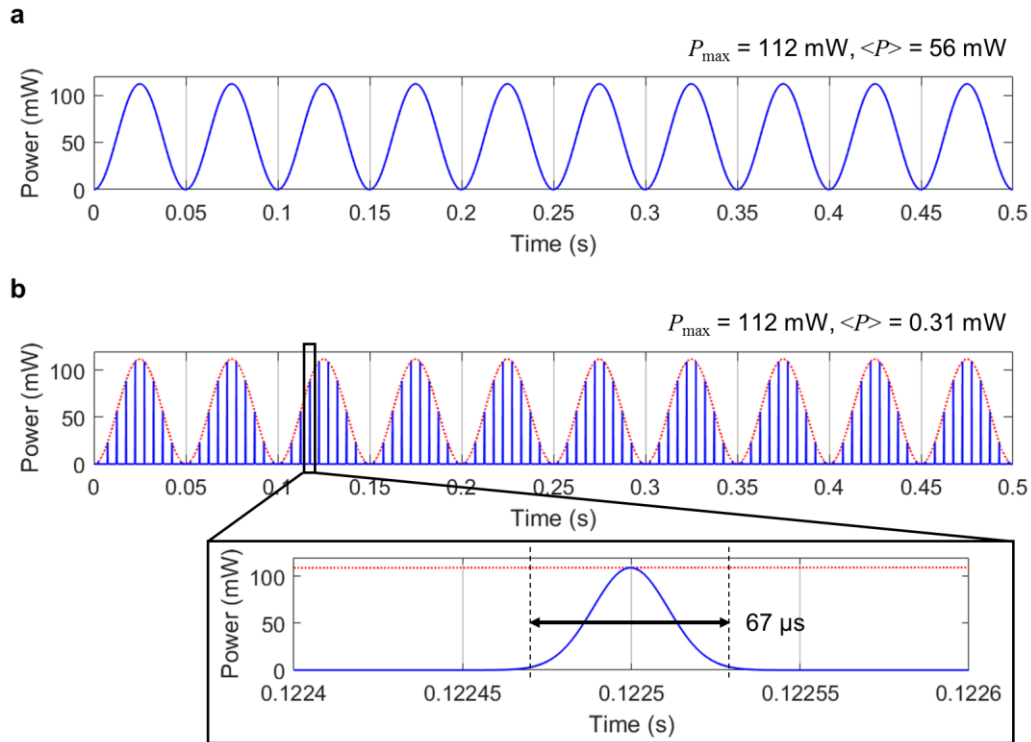 a
Pmax = 112 mW, <P> = 56 mW
Power (mW)
100
50
0
0 0.05 0.1 0.15 0.2 0.25 0.3 0.35 0.4 0.45 0.5
Time (s)
b
Pmax = 112 mW, <P> = 0.31 mW
Power (mW)
100
50
0
0 0.05 0.1 0.15 0.2 0.25 0.3 0.35 0.4 0.45 0.5
Time (s)
Power (mW)
100
50
0
67 µs
0.1224 0.12245 0.1225 0.12255 0.1226
Time (s)